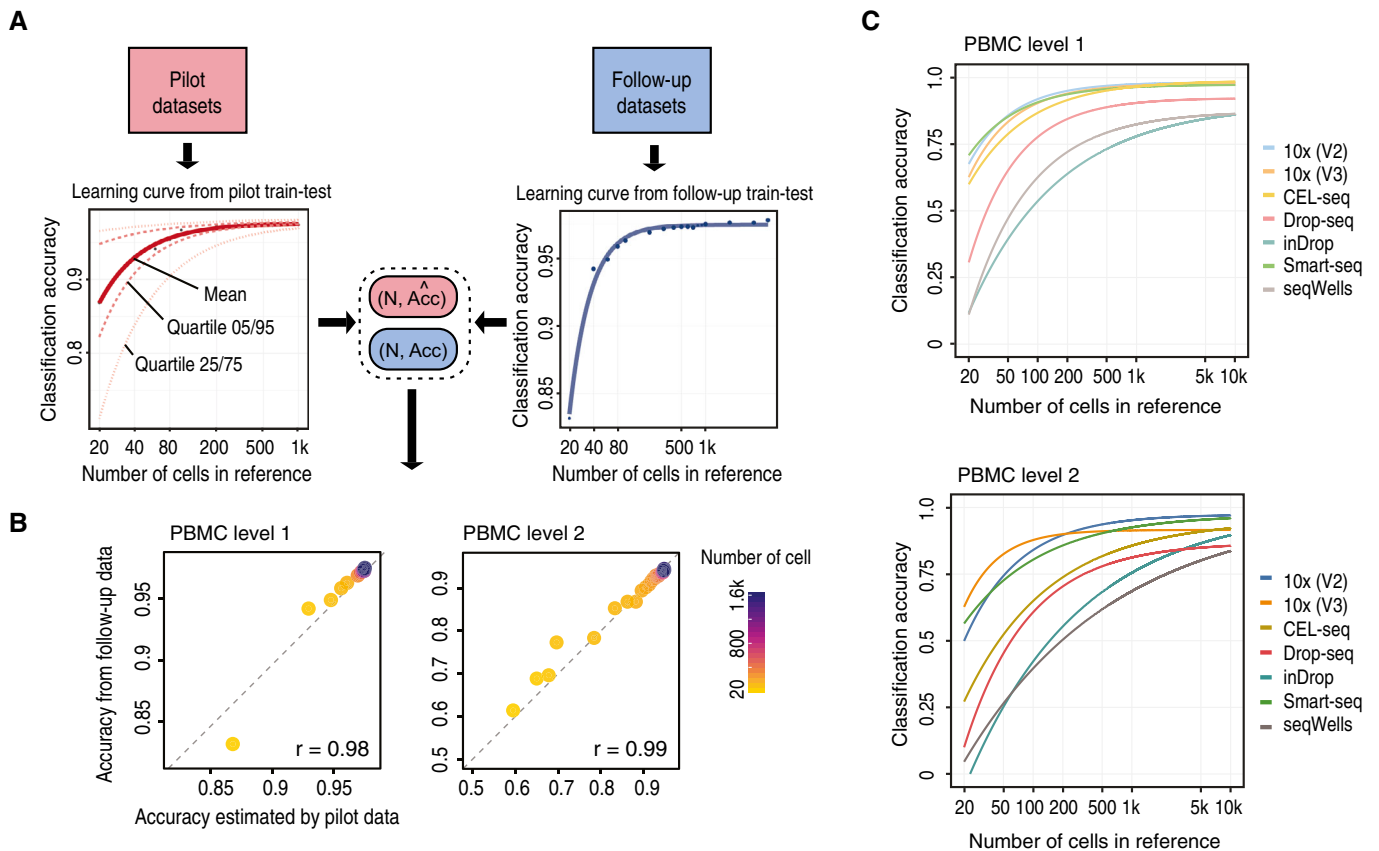 A
Pilot
datasets
Follow-up
datasets
Learning curve from pilot train-test
Classification accuracy
0.9
0.8
Mean
Quartile 05/95
Quartile 25/75
20 40 80 200 500 1k
Number of cells in reference
(N, Acĉ)
(N, Acc)
Learning curve from follow-up train-test
Classification accuracy
0.95
0.9
0.85
20 40 80 500 1k
Number of cells in reference
B
PBMC level 1
Accuracy from follow-up data
0.95
0.9
0.85
r = 0.98
0.85 0.9 0.95
Accuracy estimated by pilot data
PBMC level 2
0.9
0.8
0.7
0.6
0.5
r = 0.99
0.5 0.6 0.7 0.8 0.9
Number of cell
1.6k
800
20
C
PBMC level 1
Classification accuracy
1.0
0.75
0.5
0.25
0
20 50 100 200 500 1k 5k 10k
Number of cells in reference
10x (V2)
10x (V3)
CEL-seq
Drop-seq
inDrop
Smart-seq
seqWells
PBMC level 2
Classification accuracy
1.0
0.75
0.5
0.25
0
20 50 100 200 500 1k 5k 10k
Number of cells in reference
10x (V2)
10x (V3)
CEL-seq
Drop-seq
inDrop
Smart-seq
seqWells